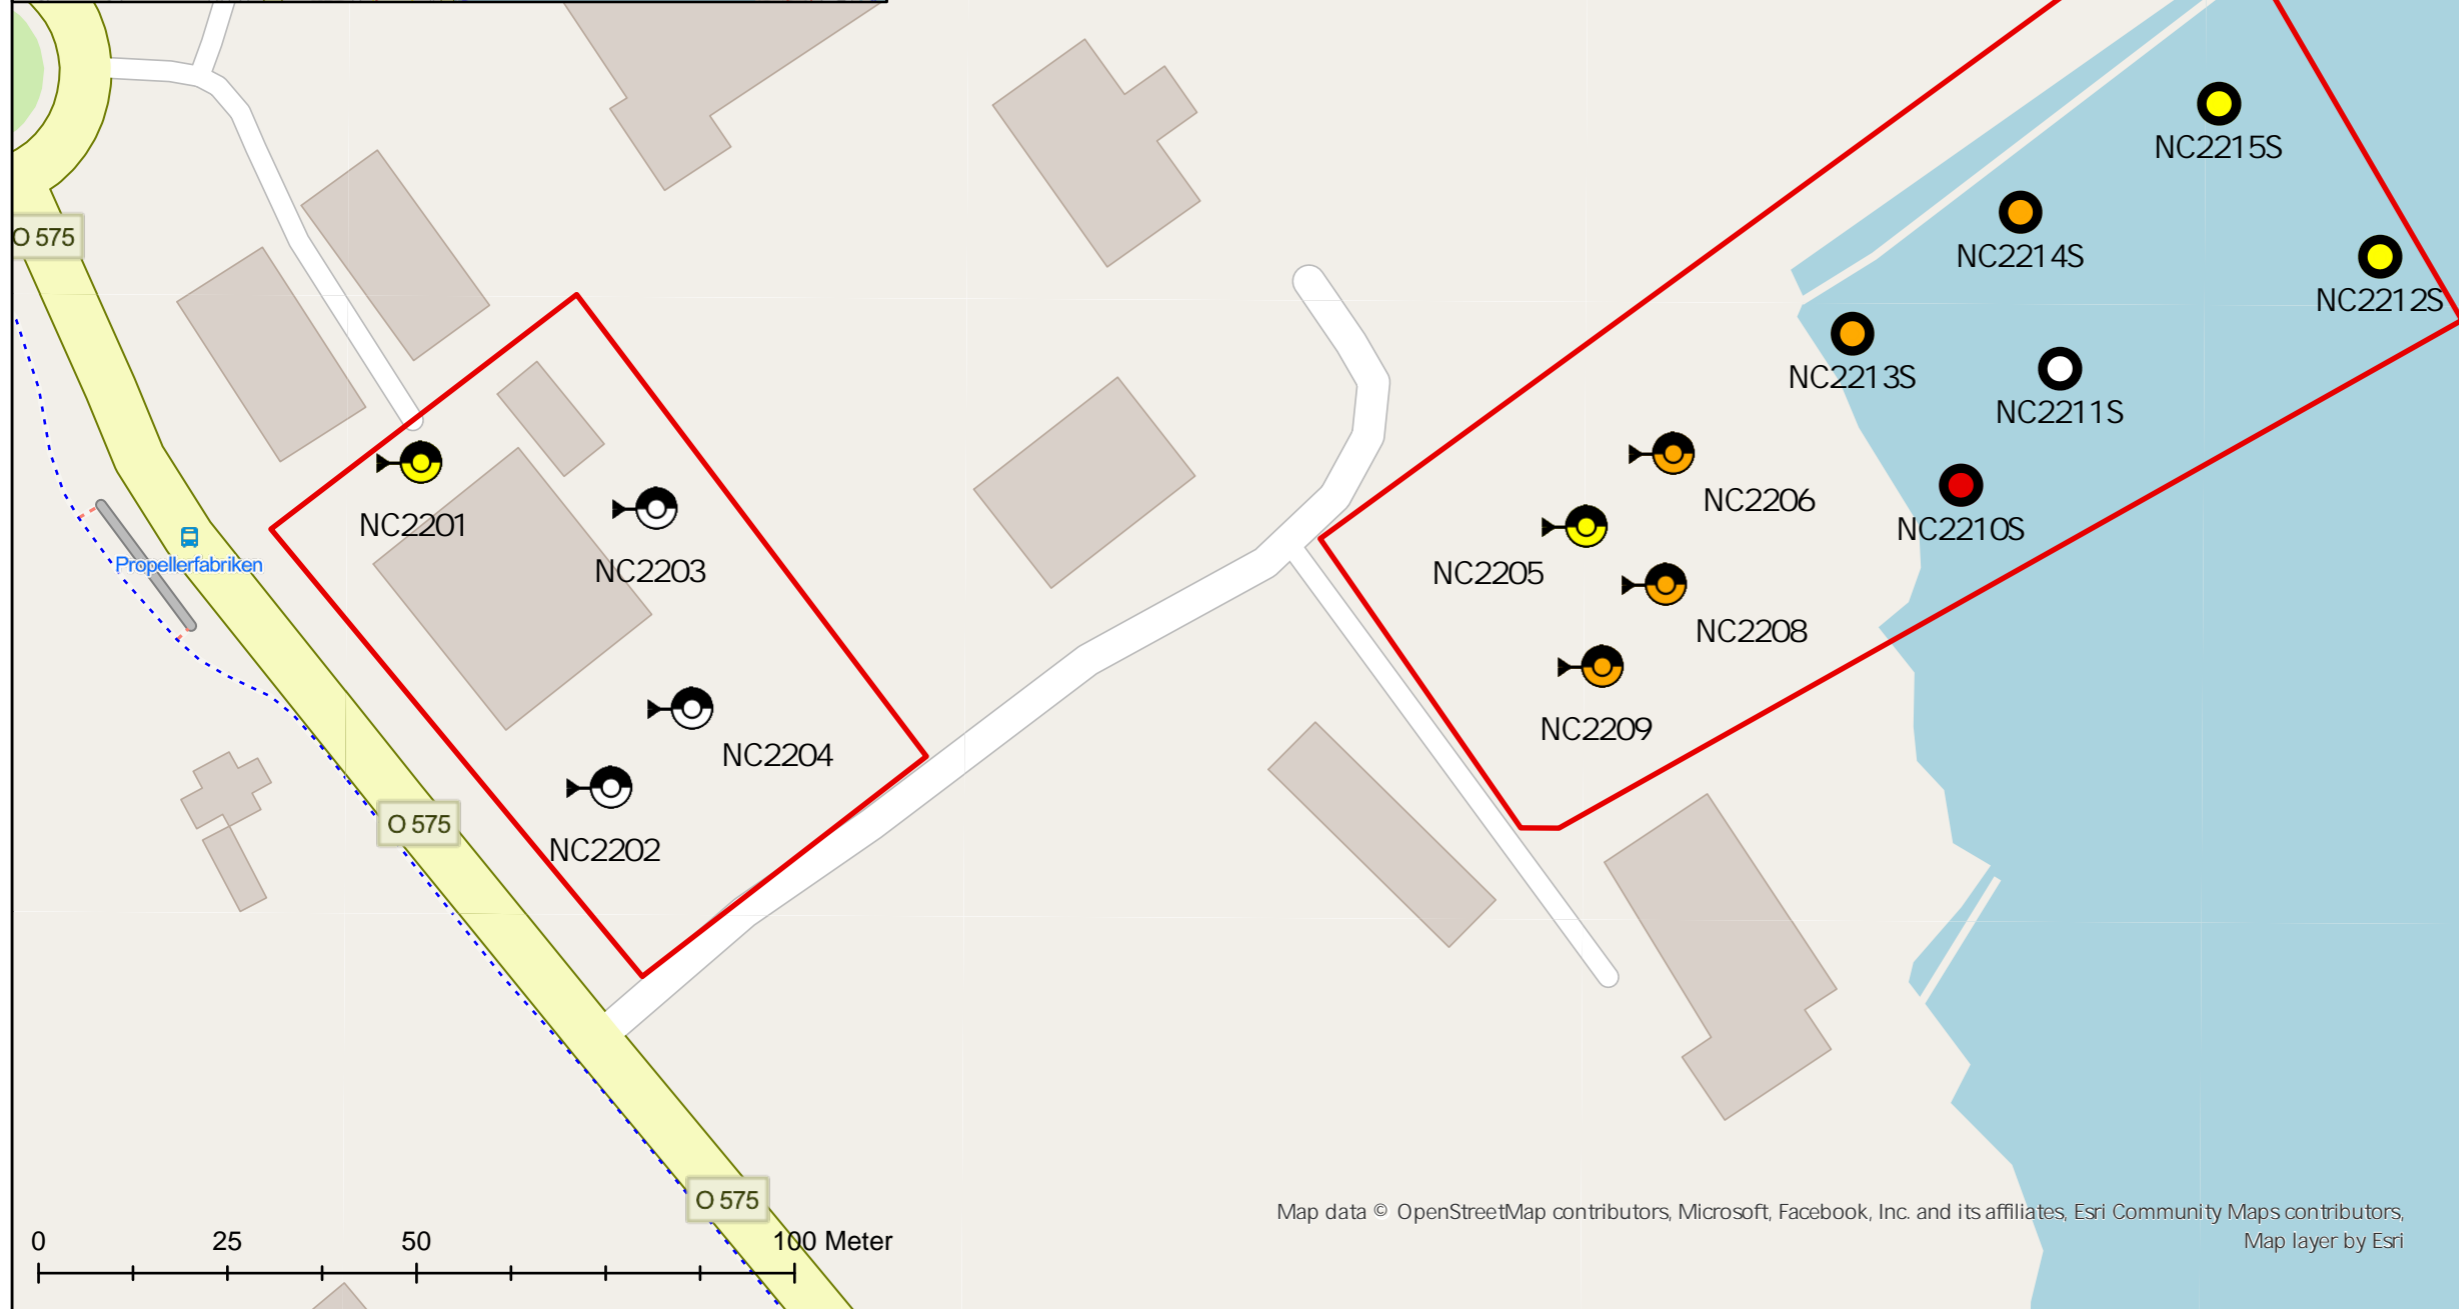 NC2215S
O 575
NC2214S
NC2212S
NC2213S
NC2211S
NC2206
NC2201
NC2210S
Propellerfabriken
NC2203
NC2205
NC2208
NC2209
NC2204
O 575
NC2202
O 575
Map data © OpenStreetMap contributors, Microsoft, Facebook, Inc. and its affiliates, Esri Community Maps contributors,
Map layer by Esri
0 25 50 100 Meter